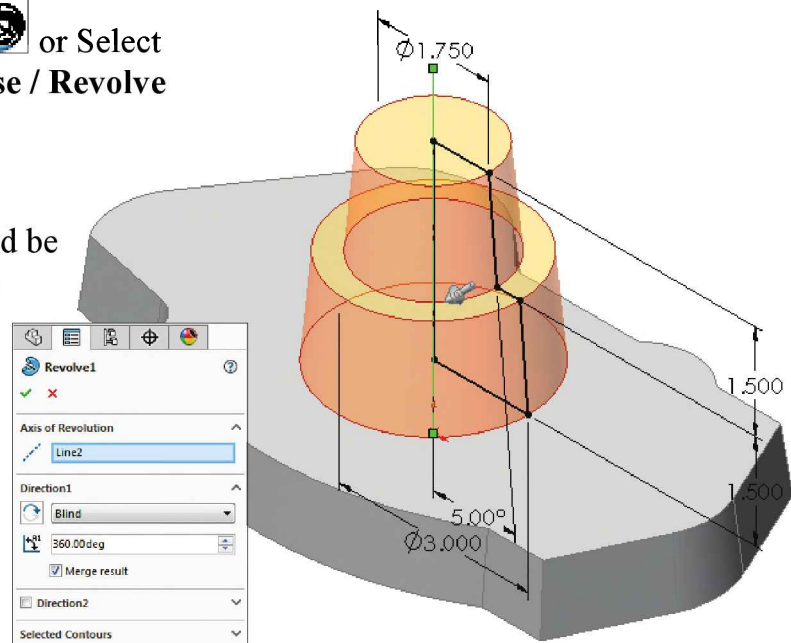 or Select
se / Revolve
d be
Ø1.750
1.500
1.500
5.00°
Ø3.000
Revolve1
Axis of Revolution
Line2
Direction1
Blind
360.00deg
Merge result
Direction2
Selected Contours